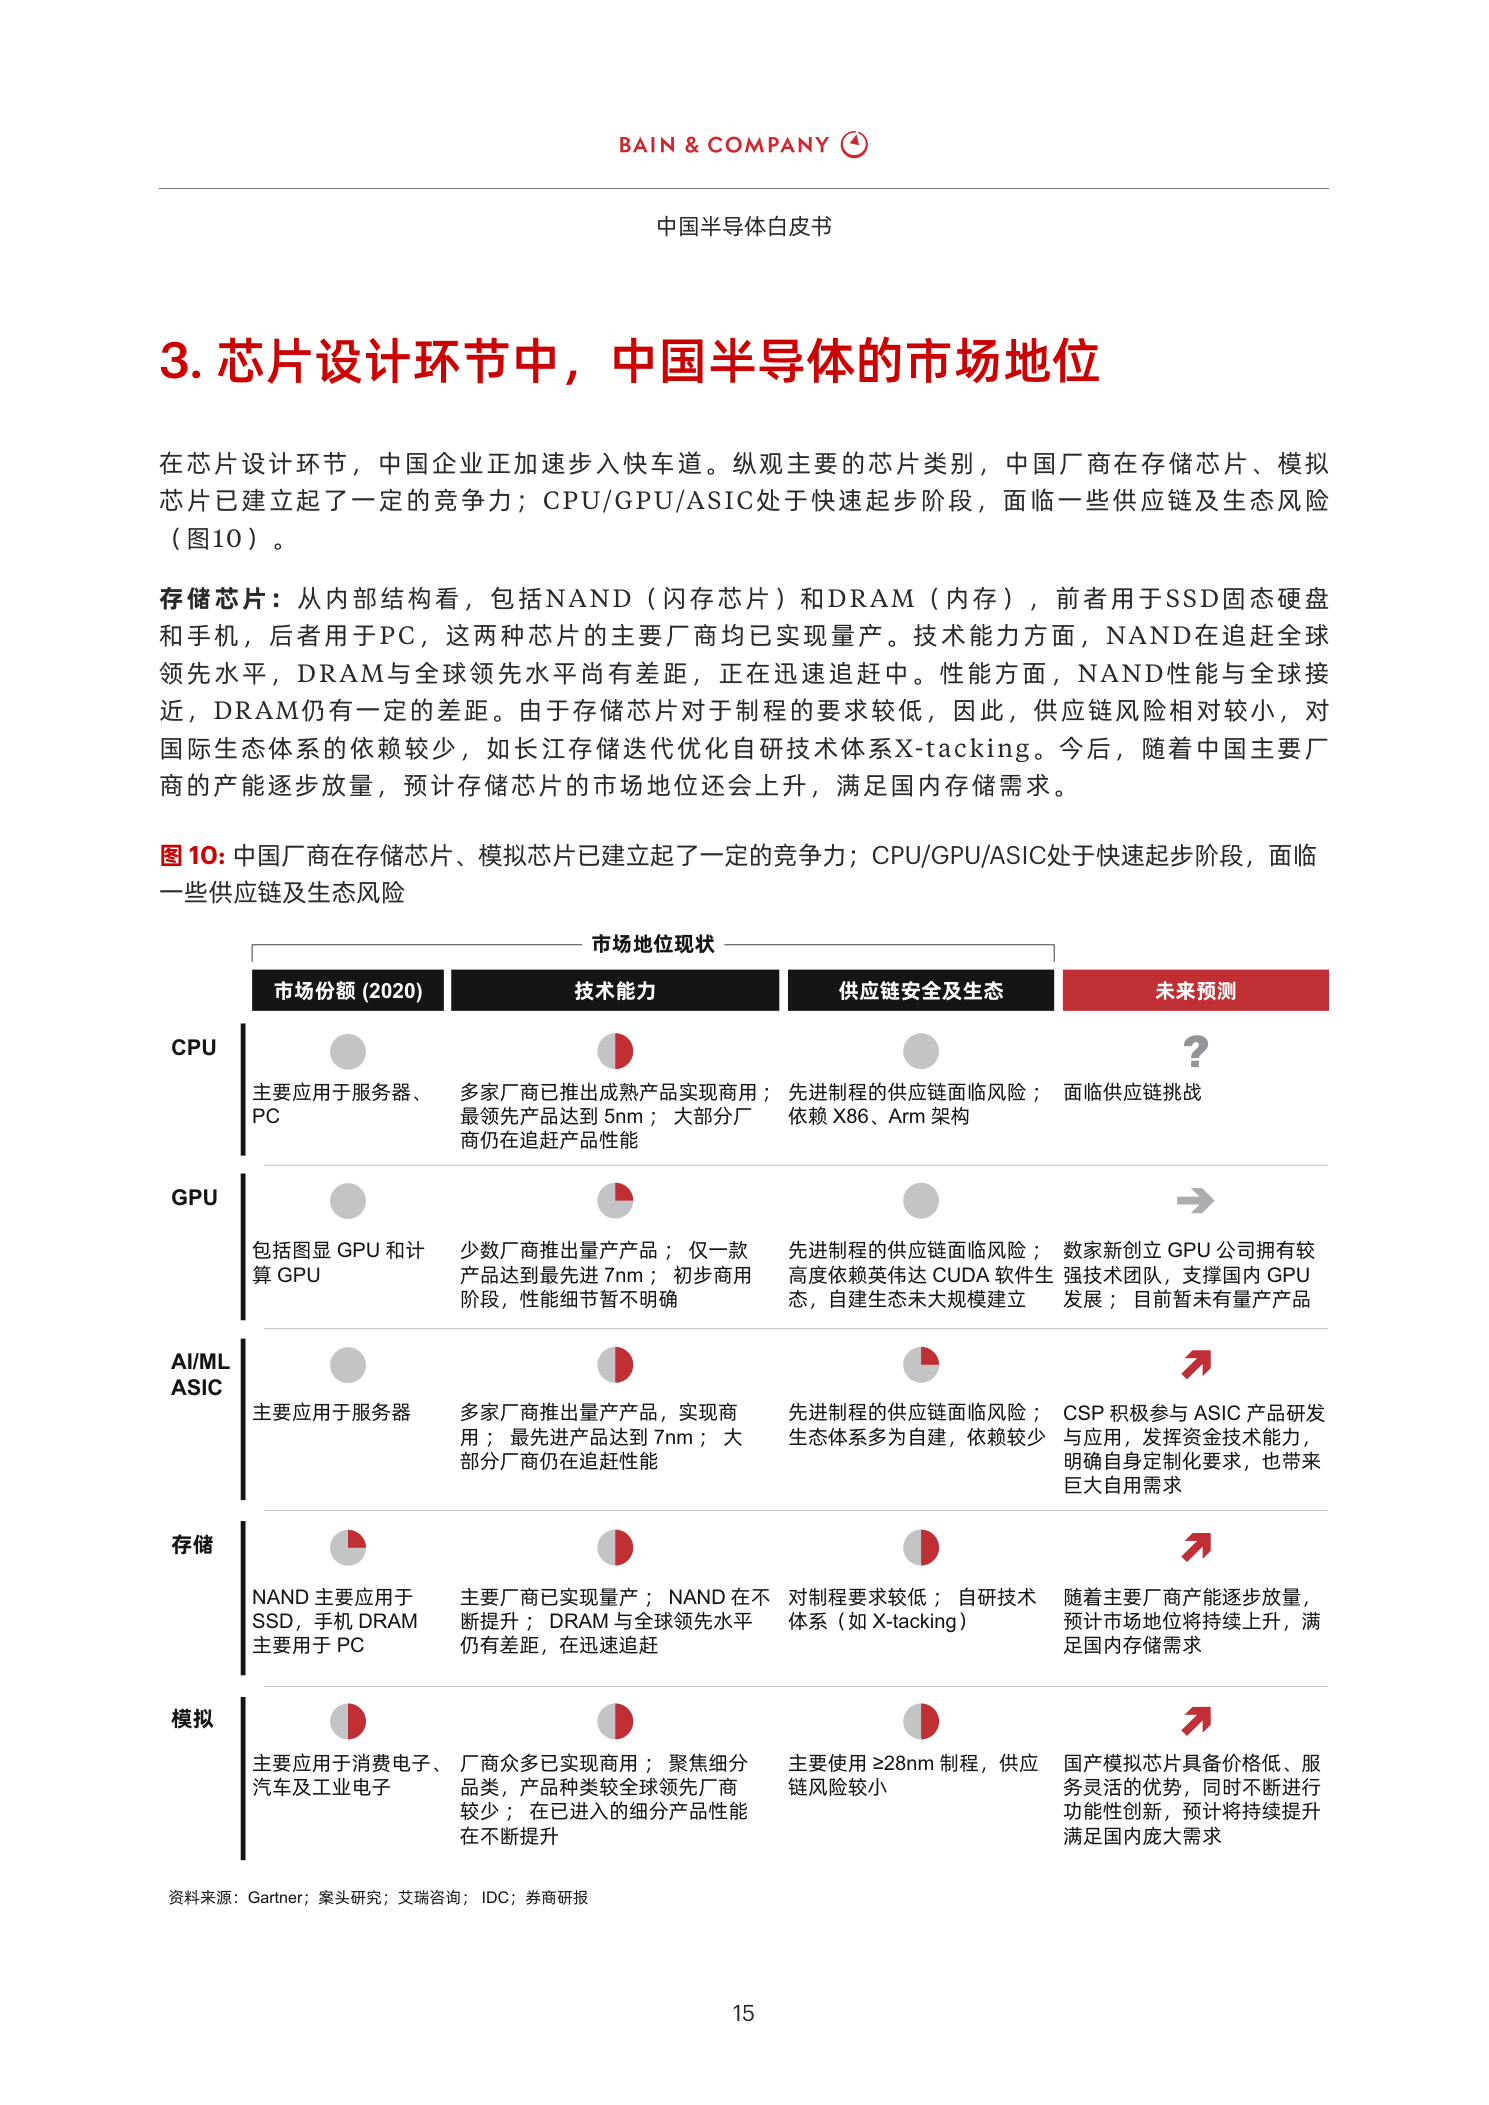 BAIN & COMPANY
中国半导体白皮书
3. 芯片设计环节中，中国半导体的市场地位
在芯片设计环节，中国企业正加速步入快车道。纵观主要的芯片类别，中国厂商在存储芯片、模拟
芯片已建立起了一定的竞争力；CPU/GPU/ASIC处于快速起步阶段，面临一些供应链及生态风险
（图10）。
存储芯片：从内部结构看，包括NAND（闪存芯片）和DRAM（内存），前者用于SSD固态硬盘
和手机，后者用于PC，这两种芯片的主要厂商均已实现量产。技术能力方面，NAND在追赶全球
领先水平，DRAM与全球领先水平尚有差距，正在迅速追赶中。性能方面，NAND性能与全球接
近，DRAM仍有一定的差距。由于存储芯片对于制程的要求较低，因此，供应链风险相对较小，对
国际生态体系的依赖较少，如长江存储迭代优化自研技术体系X-tacking。今后，随着中国主要厂
商的产能逐步放量，预计存储芯片的市场地位还会上升，满足国内存储需求。
图 10: 中国厂商在存储芯片、模拟芯片已建立起了一定的竞争力；CPU/GPU/ASIC处于快速起步阶段，面临
一些供应链及生态风险
市场地位现状
市场份额 (2020)
技术能力
供应链安全及生态
未来预测
CPU
?
主要应用于服务器、
PC
多家厂商已推出成熟产品实现商用；
最领先产品达到 5nm； 大部分厂
商仍在追赶产品性能
先进制程的供应链面临风险；
依赖 X86、Arm 架构
面临供应链挑战
GPU
包括图显 GPU 和计
算 GPU
少数厂商推出量产产品； 仅一款
产品达到最先进 7nm； 初步商用
阶段，性能细节暂不明确
先进制程的供应链面临风险；
高度依赖英伟达 CUDA 软件生
态，自建生态未大规模建立
数家新创立 GPU 公司拥有较
强技术团队，支撑国内 GPU
发展； 目前暂未有量产产品
AI/ML
ASIC
主要应用于服务器
多家厂商推出量产产品，实现商
用； 最先进产品达到 7nm； 大
部分厂商仍在追赶性能
先进制程的供应链面临风险；
生态体系多为自建，依赖较少
CSP 积极参与 ASIC 产品研发
与应用，发挥资金技术能力，
明确自身定制化要求，也带来
巨大自用需求
存储
NAND 主要应用于
SSD，手机 DRAM
主要用于 PC
主要厂商已实现量产； NAND 在不
断提升； DRAM 与全球领先水平
仍有差距，在迅速追赶
对制程要求较低； 自研技术
体系（如 X-tacking）
随着主要厂商产能逐步放量，
预计市场地位将持续上升，满
足国内存储需求
模拟
主要应用于消费电子、
汽车及工业电子
厂商众多已实现商用； 聚焦细分
品类，产品种类较全球领先厂商
较少； 在已进入的细分产品性能
在不断提升
主要使用 ≥28nm 制程，供应
链风险较小
国产模拟芯片具备价格低、服
务灵活的优势，同时不断进行
功能性创新，预计将持续提升
满足国内庞大需求
资料来源：Gartner；案头研究；艾瑞咨询； IDC；券商研报
15